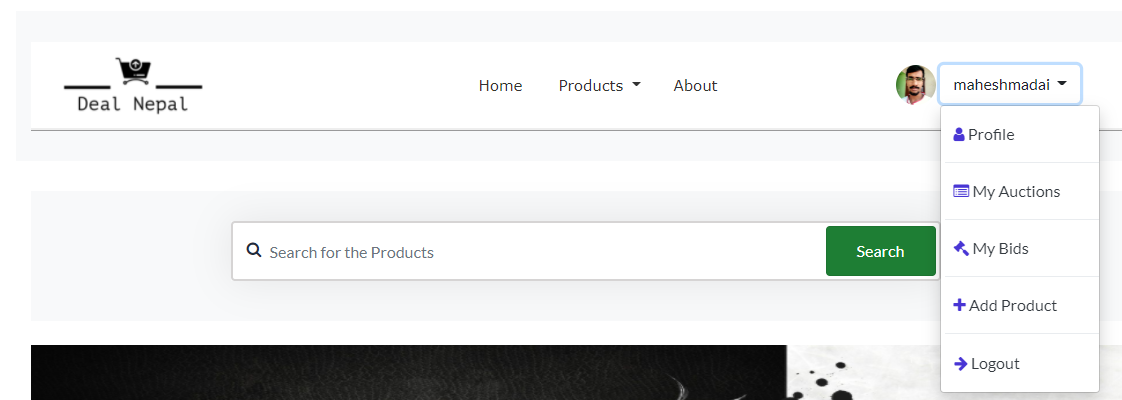 Deal Nepal
Home Products About maheshmadai
Profile
My Auctions
My Bids
Add Product
Logout
Search for the Products Search